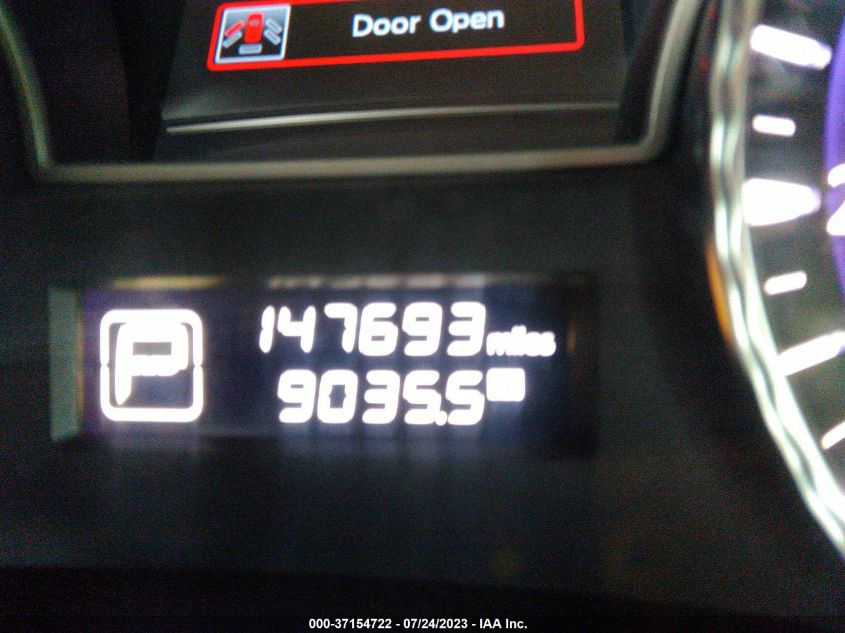 Door Open
147693 miles
P
9035.5
000-37154722 - 07/24/2023 - IAA Inc.